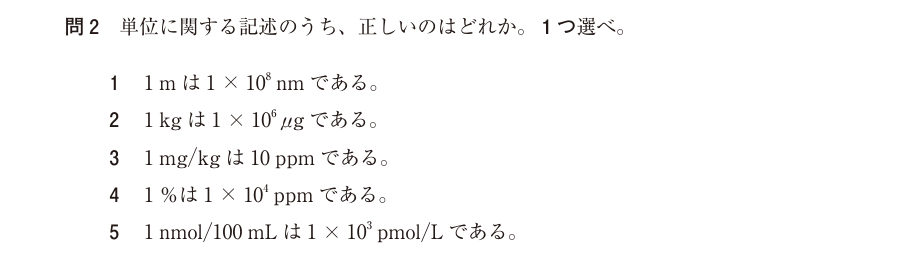 問2 単位に関する記述のうち、正しいのはどれか。1つ選べ。
1 1 m は 1 × 10⁸ nm である。
2 1 kg は 1 × 10⁶ μg である。
3 1 mg/kg は 10 ppm である。
4 1 %は 1 × 10⁴ ppm である。
5 1 nmol/100 mL は 1 × 10³ pmol/L である。